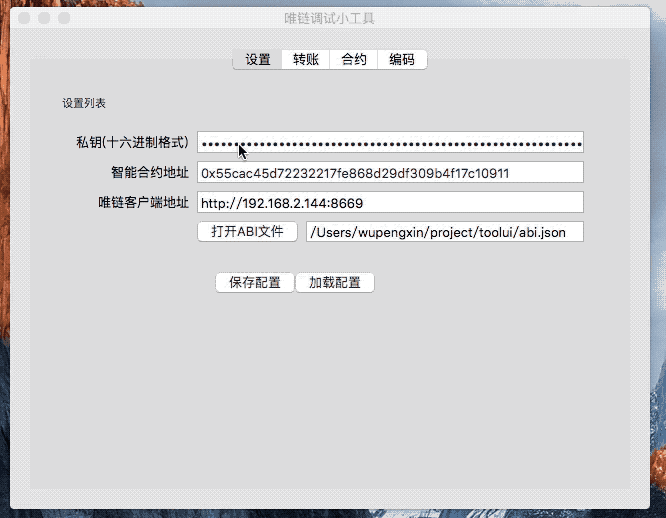 唯链调试小工具
设置 转账 合约 编码
设置列表
私钥(十六进制格式) ••••••••••••••••••••••••••••••••••••••••••••••••••••••••••••••••
智能合约地址 0x55cac45d72232217fe868d29df309b4f17c10911
唯链客户端地址 http://192.168.2.144:8669
打开ABI文件 /Users/wupengxin/project/toolui/abi.json
保存配置 加载配置